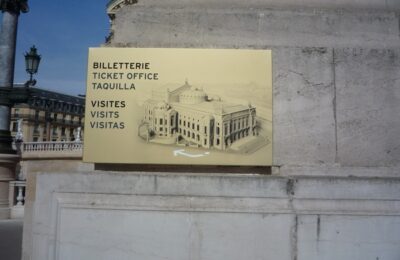 BILLETTERIE
TICKET OFFICE
TAQUILLA
VISITES
VISITS
VISITAS